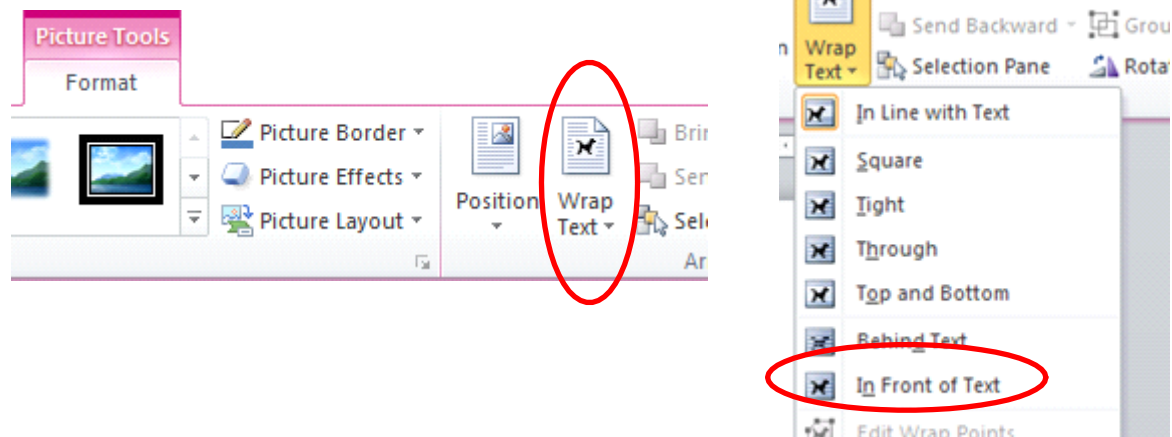 Picture Tools
Format
Picture Border
Picture Effects
Picture Layout
Position
Wrap
Text
Send Backward
Wrap
Text
Selection Pane
In Line with Text
Square
Tight
Through
Top and Bottom
Behind Text
In Front of Text
Edit Wrap Points